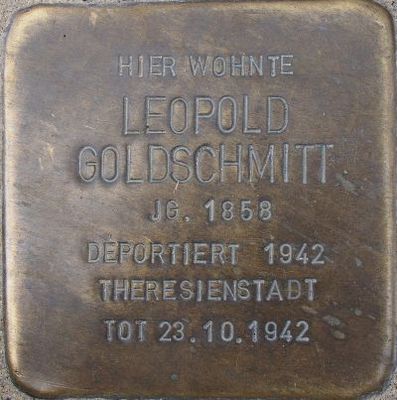 HIER WOHNTE
LEOPOLD
GOLDSCHMITT
JG. 1858
DEPORTIERT 1942
THERESIENSTADT
TOT 23.10.1942